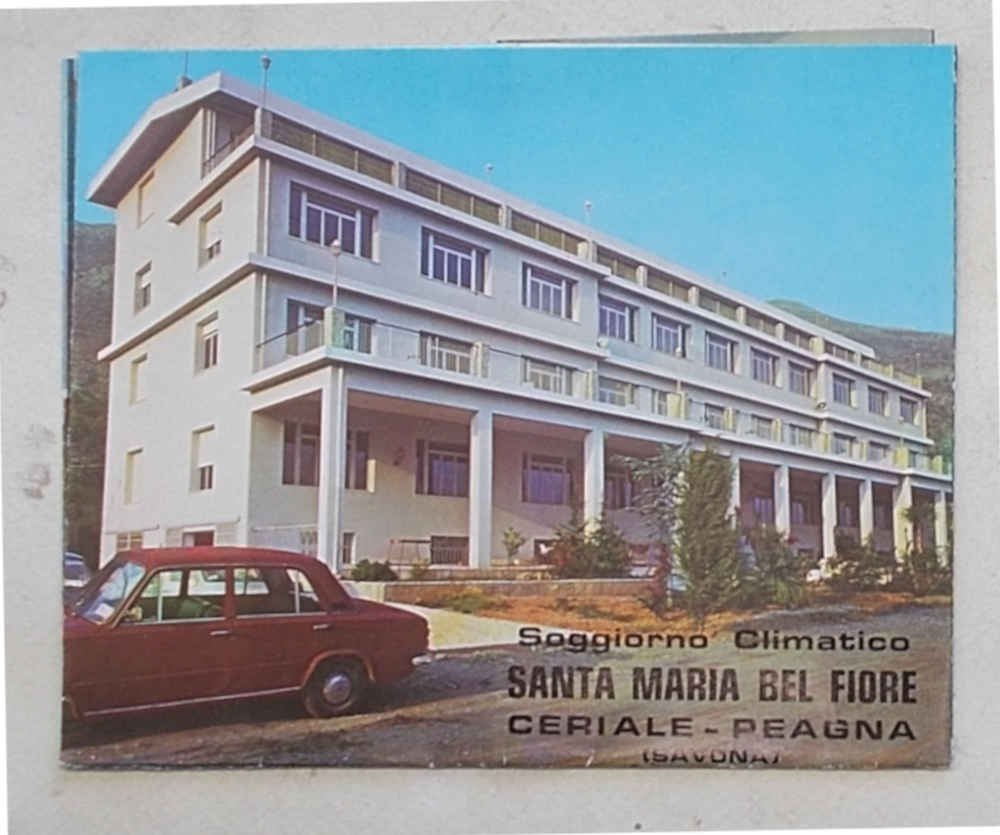 Soggiorno Climatico
SANTA MARIA BEL FIORE
CERIALE - PEAGNA
(SAVONA)